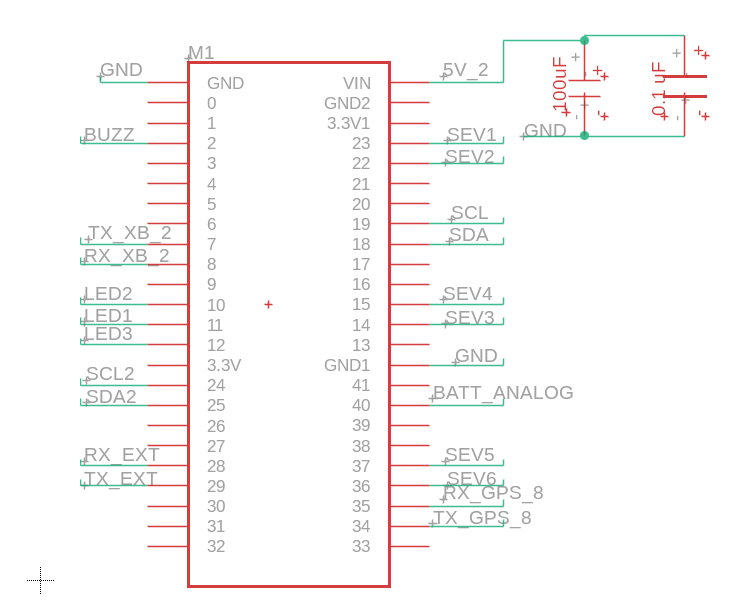 M1
GND GND VIN 5V_2
0 GND2
1 3.3V1
BUZZ 2 23 SEV1
3 22 SEV2
4 21
5 20
6 19 SCL
TX_XB_2 7 18 SDA
RX_XB_2 8 17
9 16
LED2 10 15 SEV4
LED1 11 14 SEV3
LED3 12 13
3.3V GND1 GND
SCL2 24 41
SDA2 25 40 BATT_ANALOG
26 39
27 38
RX_EXT 28 37 SEV5
TX_EXT 29 36 SEV6
30 35 RX_GPS_8
31 34 TX_GPS_8
32 33
100uF
0.1 uF
GND